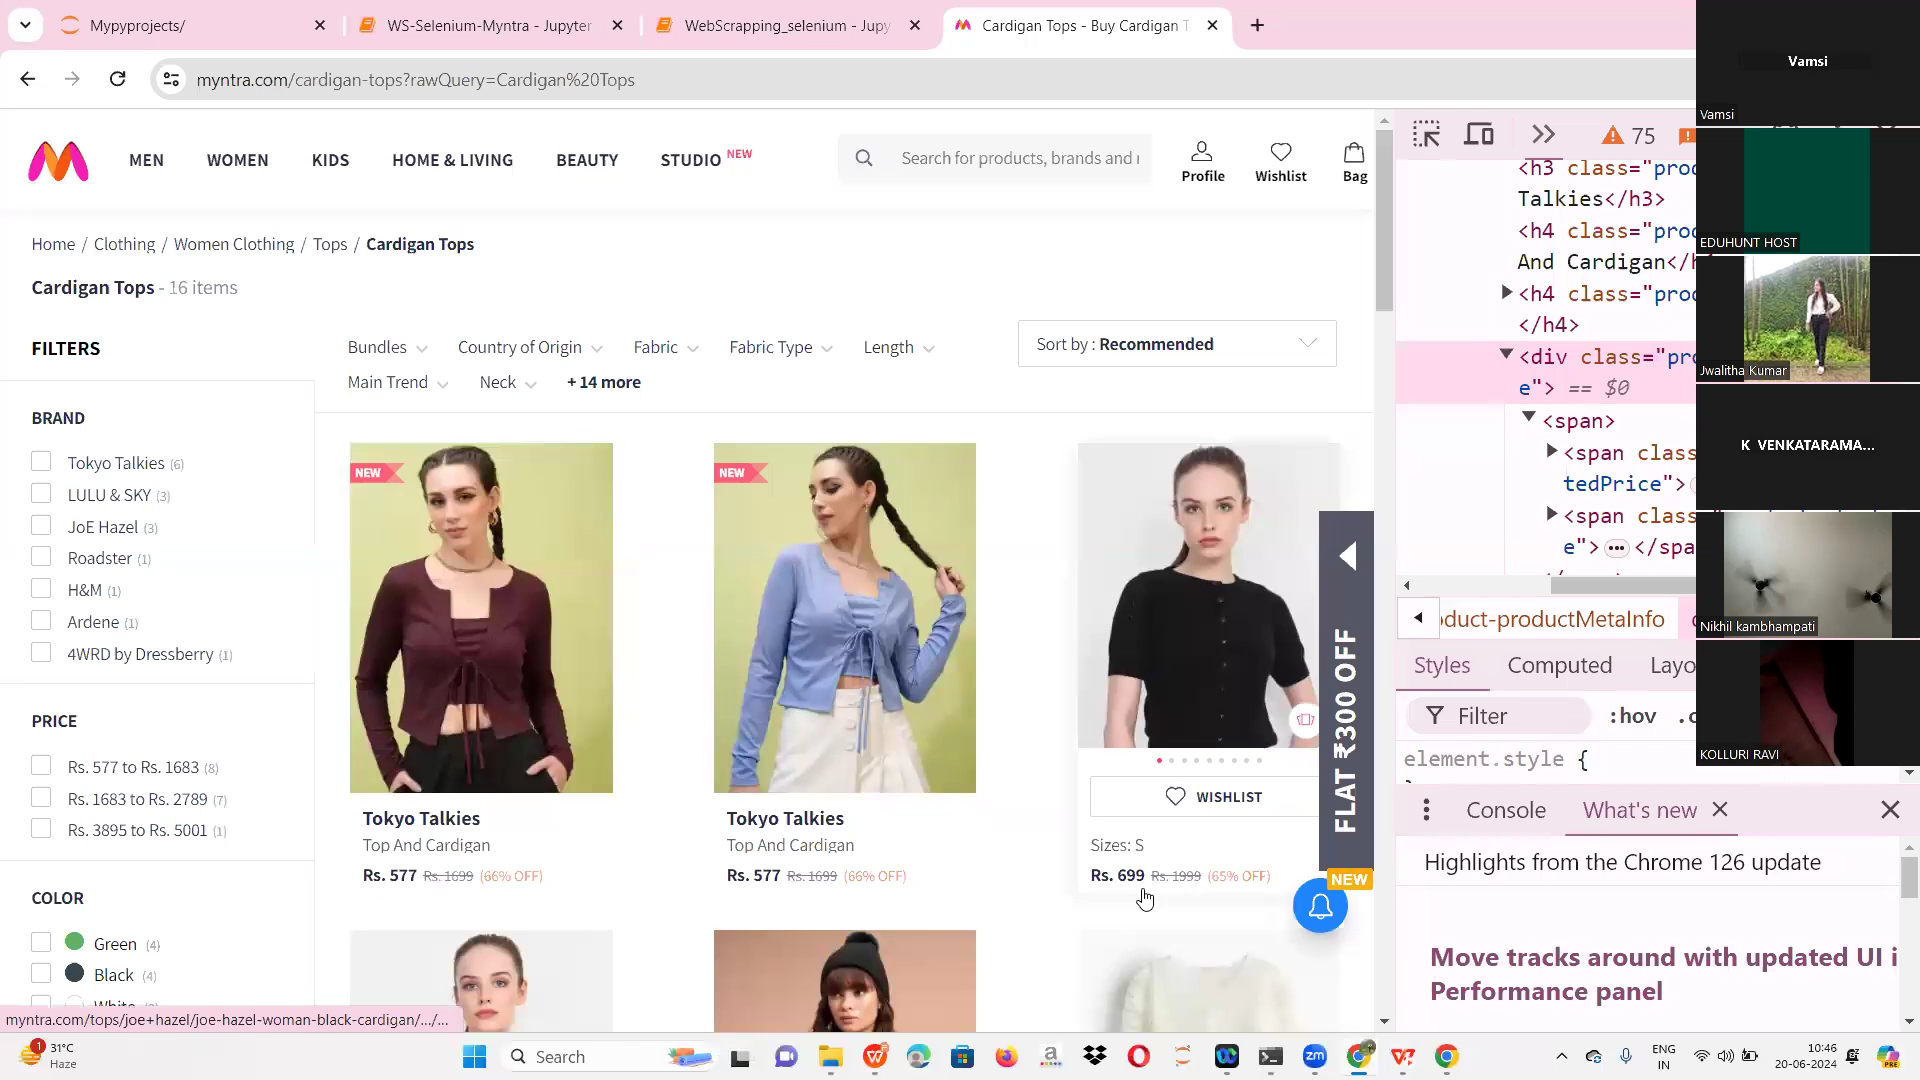 Mypyprojects/
WS-Selenium-Myntra - Jupyter
WebScrapping_selenium - Jupy
Cardigan Tops - Buy Cardigan T
myntra.com/cardigan-tops?rawQuery=Cardigan%20Tops
MEN WOMEN KIDS HOME & LIVING BEAUTY STUDIO NEW
Search for products, brands and r
Profile Wishlist Bag
Home / Clothing / Women Clothing / Tops / Cardigan Tops
Cardigan Tops - 16 items
FILTERS
Bundles Country of Origin Fabric Fabric Type Length
Main Trend Neck + 14 more
Sort by : Recommended
BRAND
Tokyo Talkies (6)
LULU & SKY (3)
JoE Hazel (3)
Roadster (1)
H&M (1)
Ardene (1)
4WRD by Dressberry (1)
PRICE
Rs. 577 to Rs. 1683 (8)
Rs. 1683 to Rs. 2789 (7)
Rs. 3895 to Rs. 5001 (1)
COLOR
Green (4)
Black (4)
NEW
Tokyo Talkies
Top And Cardigan
Rs. 577 Rs. 1699 (66% OFF)
NEW
Tokyo Talkies
Top And Cardigan
Rs. 577 Rs. 1699 (66% OFF)
WISHLIST
Sizes: S
Rs. 699 Rs. 1999 (65% OFF)
FLAT ₹300 OFF
NEW
myntra.com/tops/joe+hazel/joe-hazel-woman-black-cardigan/.../...
75
<h3 class="prod
Talkies</h3>
<h4 class="prod
And Cardigan</h
<h4 class="prod
</h4>
<div class="pr
e"> == $0
<span>
<span class
tedPrice">
<span class
e"> ••• </spa
oduct-productMetaInfo
Styles Computed Layo
Filter :hov .c
element.style {
Console What's new
Highlights from the Chrome 126 update
Move tracks around with updated UI i
Performance panel
Vamsi
Vamsi
EDUHUNT HOST
Jwalitha Kumar
K VENKATARAMA...
Nikhil kambhampati
KOLLURI RAVI
1
31°C
Haze
Search
zm
PRE
ENG
IN
10:46
20-06-2024